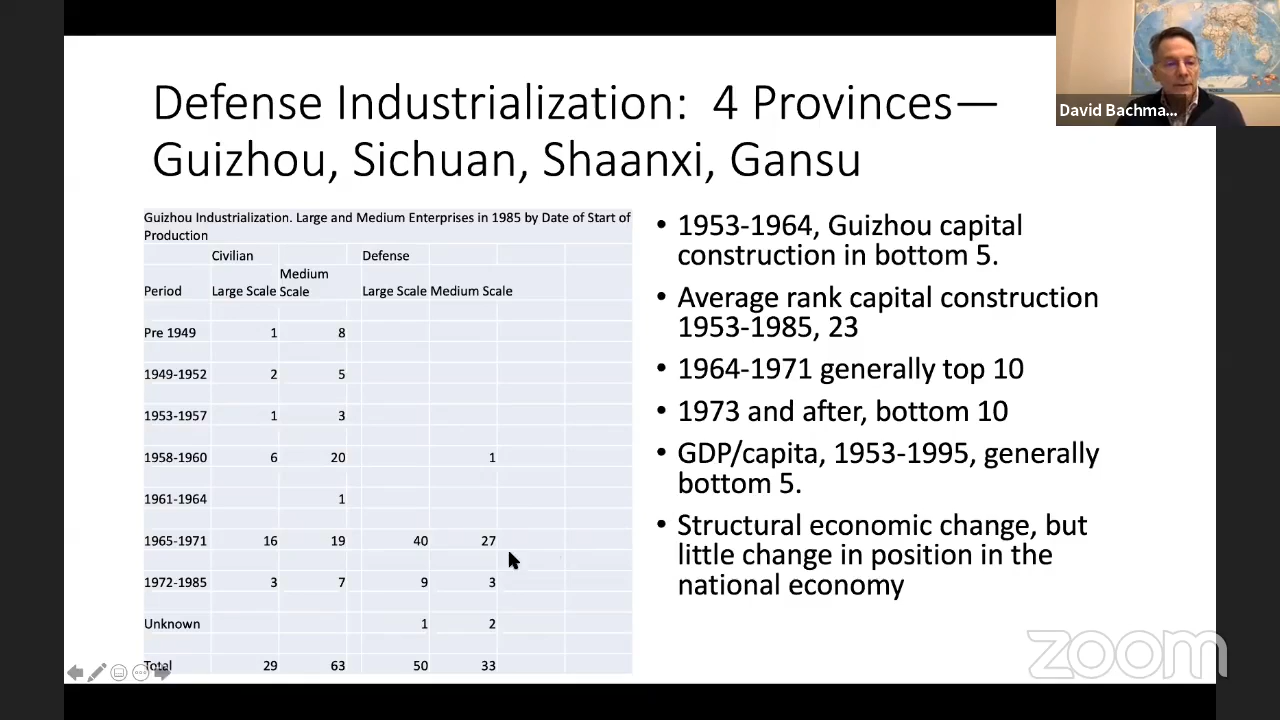 Defense Industrialization: 4 Provinces—
Guizhou, Sichuan, Shaanxi, Gansu
David Bachma...
Guizhou Industrialization. Large and Medium Enterprises in 1985 by Date of Start of
Production
Civilian Defense
Period Large Scale Medium Scale Large Scale Medium Scale
Pre 1949 1 8
1949-1952 2 5
1953-1957 1 3
1958-1960 6 20 1
1961-1964 1
1965-1971 16 19 40 27
1972-1985 3 7 9 3
Unknown 1 2
Total 29 63 50 33
• 1953-1964, Guizhou capital
construction in bottom 5.
• Average rank capital construction
1953-1985, 23
• 1964-1971 generally top 10
• 1973 and after, bottom 10
• GDP/capita, 1953-1995, generally
bottom 5.
• Structural economic change, but
little change in position in the
national economy
zoom